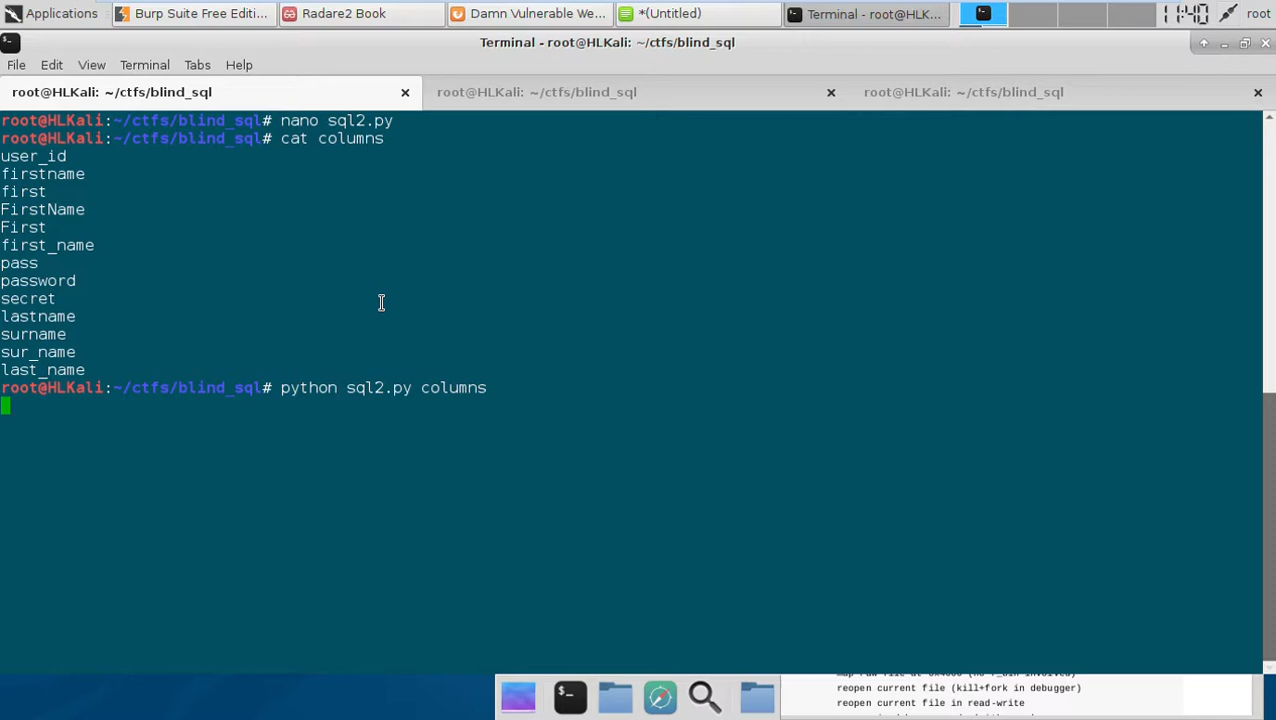 Applications Burp Suite Free Editi... Radare2 Book Damn Vulnerable We... *(Untitled) Terminal - root@HLK... 11:40 root
Terminal - root@HLKali: ~/ctfs/blind_sql
File Edit View Terminal Tabs Help
root@HLKali: ~/ctfs/blind_sql root@HLKali: ~/ctfs/blind_sql root@HLKali: ~/ctfs/blind_sql
root@HLKali:~/ctfs/blind_sql# nano sql2.py
root@HLKali:~/ctfs/blind_sql# cat columns
user_id
firstname
first
FirstName
First
first_name
pass
password
secret
lastname
surname
sur_name
last_name
root@HLKali:~/ctfs/blind_sql# python sql2.py columns
reopen current file (kill+fork in debugger)
reopen current file in read-write